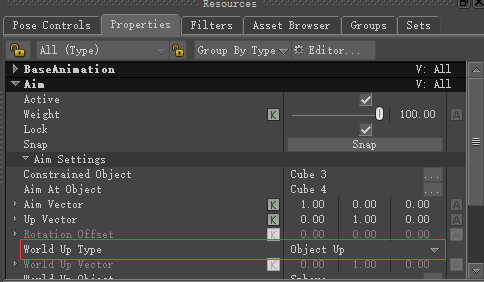 Resources
Pose Controls Properties Filters Asset Browser Groups Sets
All (Type) Group By Type Editor...
BaseAnimation V: All
Aim V: All
Active
Weight K 100.00 A
Lock
Snap Snap
Aim Settings
Constrained Object Cube 3 ...
Aim At Object Cube 4 ...
Aim Vector K 1.00 0.00 0.00 A
Up Vector K 0.00 1.00 0.00 A
Rotation Offset K 0.00 0.00 0.00 A
World Up Type Object Up
World Up Vector K 0.00 1.00 0.00 A
World Up Object Sphere ...